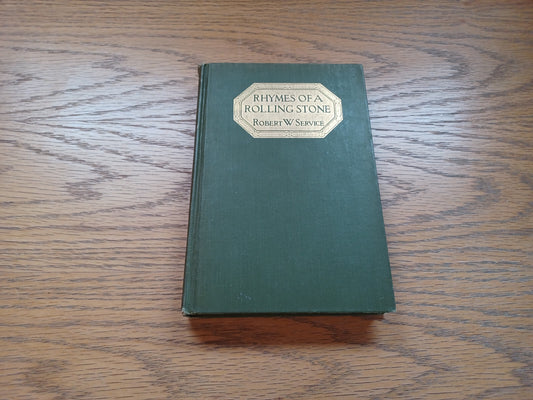 RHYMES OF A
ROLLING STONE
ROBERT W SERVICE